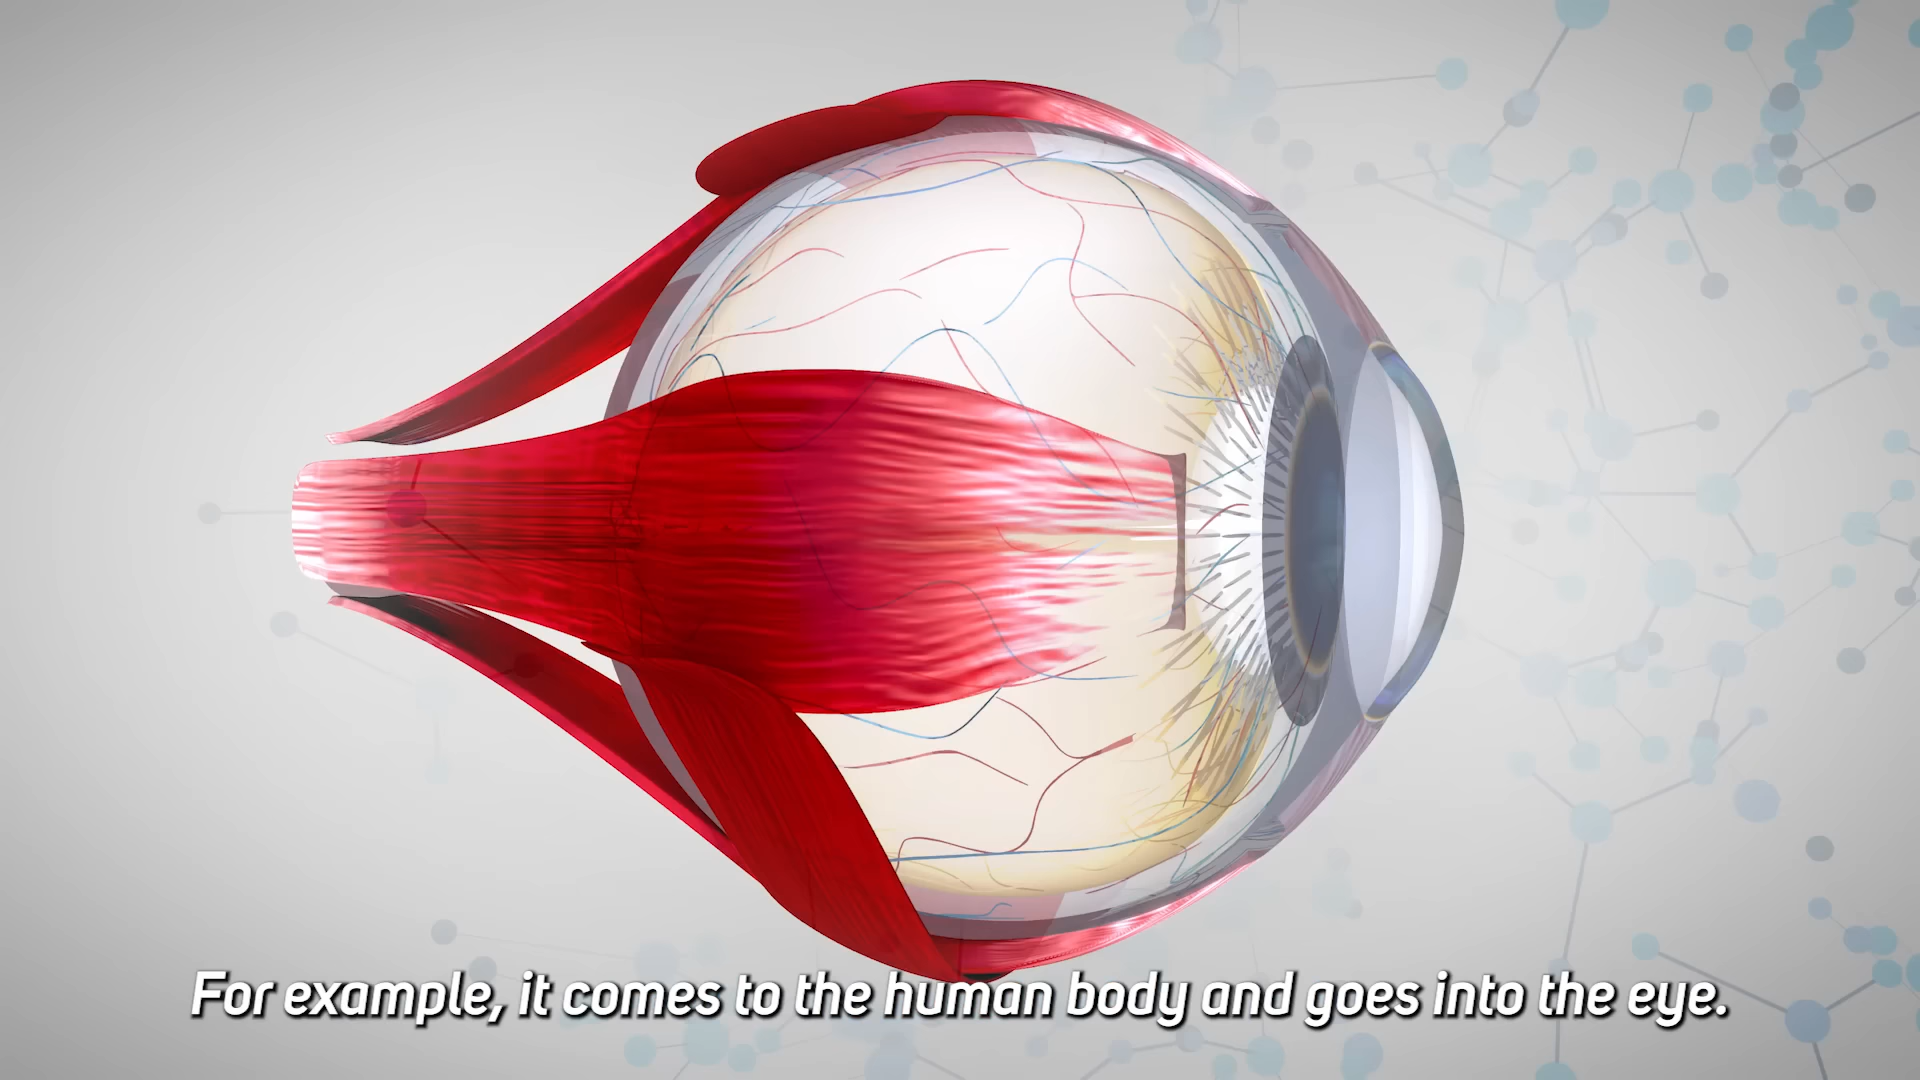 For example, it comes to the human body and goes into the eye.